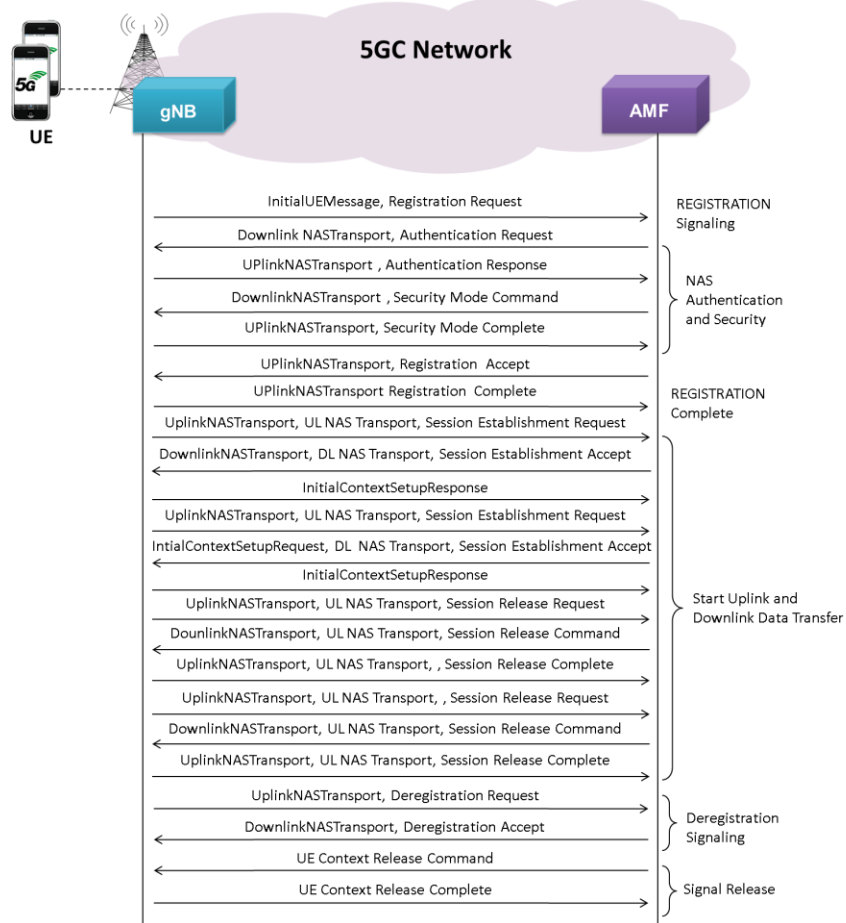 5GC Network
5G
UE
gNB
AMF
InitialUEMessage, Registration Request
REGISTRATION
Signaling
Downlink NASTransport, Authentication Request
UPlinkNASTransport , Authentication Response
NAS
Authentication
and Security
DownlinkNASTransport , Security Mode Command
UPlinkNASTransport, Security Mode Complete
UPlinkNASTransport, Registration Accept
UPlinkNASTransport Registration Complete
REGISTRATION
Complete
UplinkNASTransport, UL NAS Transport, Session Establishment Request
DownlinkNASTransport, DL NAS Transport, Session Establishment Accept
InitialContextSetupResponse
UplinkNASTransport, UL NAS Transport, Session Establishment Request
IntialContextSetupRequest, DL NAS Transport, Session Establishment Accept
InitialContextSetupResponse
UplinkNASTransport, UL NAS Transport, Session Release Request
Start Uplink and
Downlink Data Transfer
DounlinkNASTransport, UL NAS Transport, Session Release Command
UplinkNASTransport, UL NAS Transport, , Session Release Complete
UplinkNASTransport, UL NAS Transport, , Session Release Request
DownlinkNASTransport, UL NAS Transport, Session Release Command
UplinkNASTransport, UL NAS Transport, Session Release Complete
UplinkNASTransport, Deregistration Request
Deregistration
Signaling
DownlinkNASTransport, Deregistration Accept
UE Context Release Command
UE Context Release Complete
Signal Release